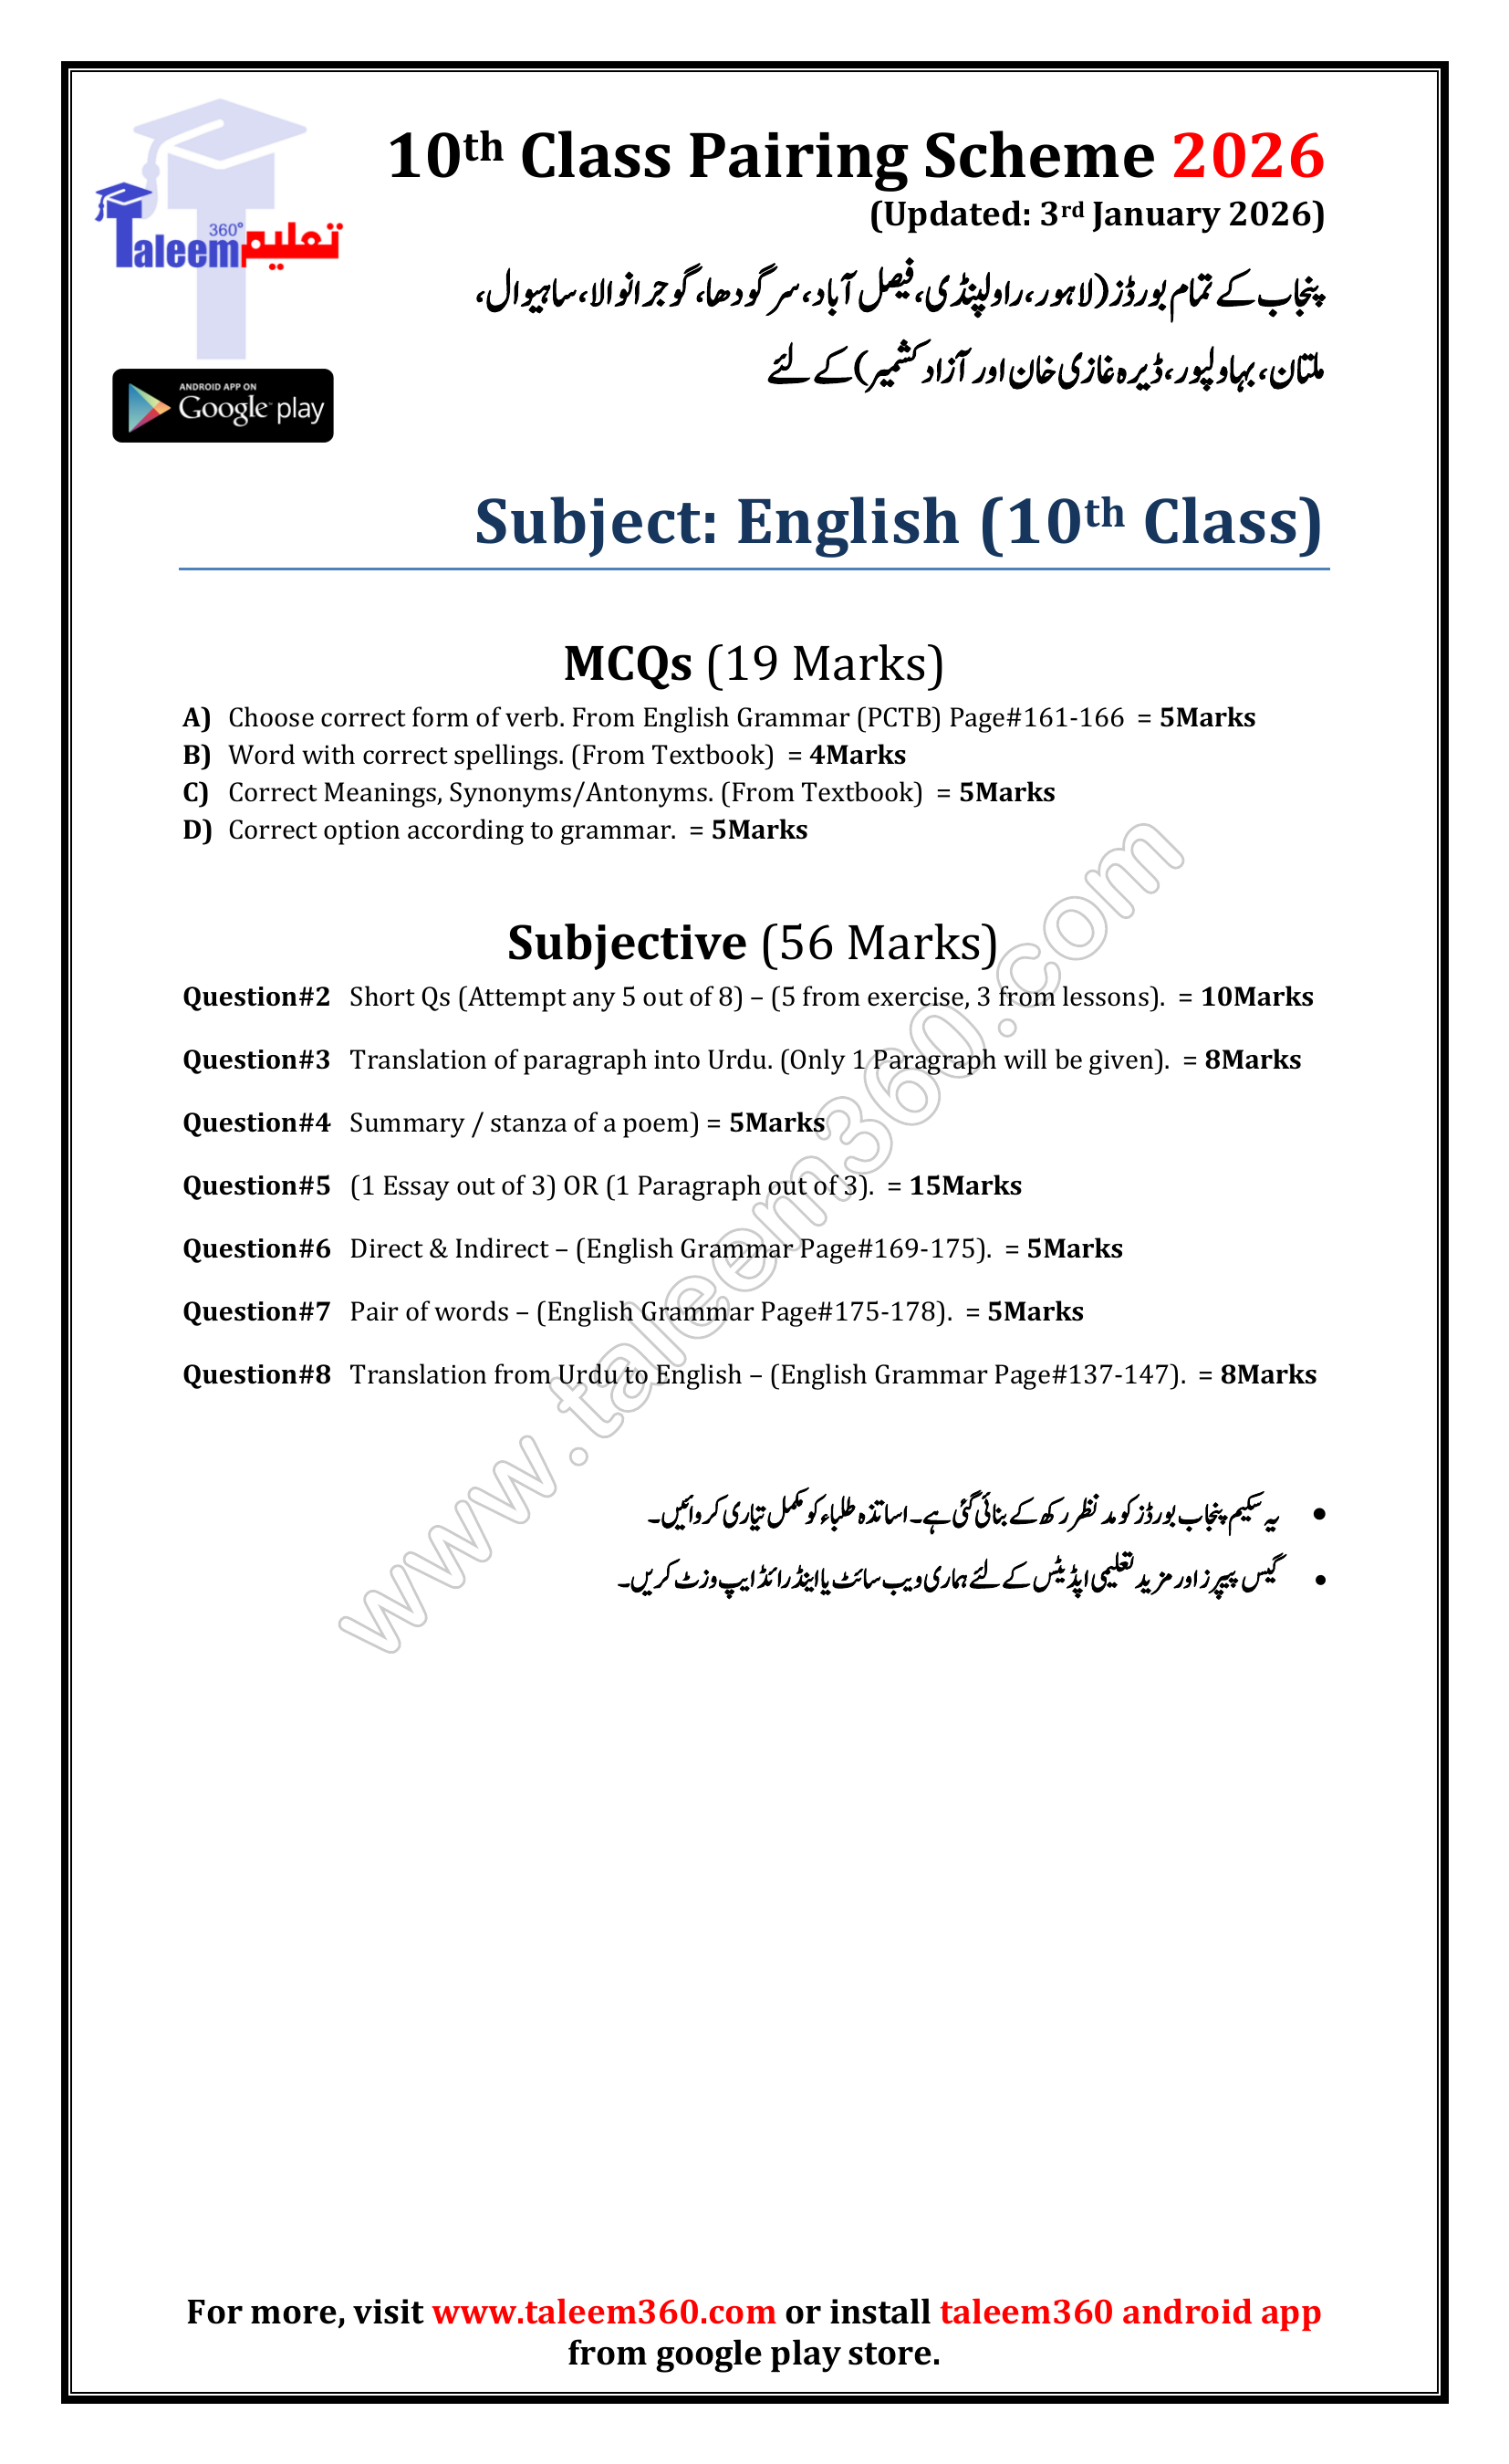 10th Class Pairing Scheme 2026
(Updated: 3rd January 2026)
360°
Taleem تعلیم
پنجاب کے تمام بورڈز (لاہور، راولپنڈی، فیصل آباد، سرگودھا، گوجرانوالا، ساہیوال،
ملتان، بہاولپور، ڈیرہ غازی خان اور آزاد کشمیر) کے لئے
ANDROID APP ON
Google play
Subject: English (10th Class)
MCQs (19 Marks)
A) Choose correct form of verb. From English Grammar (PCTB) Page#161-166 = 5Marks
B) Word with correct spellings. (From Textbook) = 4Marks
C) Correct Meanings, Synonyms/Antonyms. (From Textbook) = 5Marks
D) Correct option according to grammar. = 5Marks
Subjective (56 Marks)
Question#2 Short Qs (Attempt any 5 out of 8) – (5 from exercise, 3 from lessons). = 10Marks
Question#3 Translation of paragraph into Urdu. (Only 1 Paragraph will be given). = 8Marks
Question#4 Summary / stanza of a poem) = 5Marks
Question#5 (1 Essay out of 3) OR (1 Paragraph out of 3). = 15Marks
Question#6 Direct & Indirect – (English Grammar Page#169-175). = 5Marks
Question#7 Pair of words – (English Grammar Page#175-178). = 5Marks
Question#8 Translation from Urdu to English – (English Grammar Page#137-147). = 8Marks
www.taleem360.com
• یہ سکیم پنجاب بورڈز کو مد نظر رکھ کے بنائی گئی ہے۔ اساتذہ طلباء کو مکمل تیاری کروائیں۔
• گیس پیپرز اور مزید تعلیمی اپڈیٹس کے لئے ہماری ویب سائٹ یا اینڈرائڈ ایپ وزٹ کریں۔
For more, visit www.taleem360.com or install taleem360 android app
from google play store.